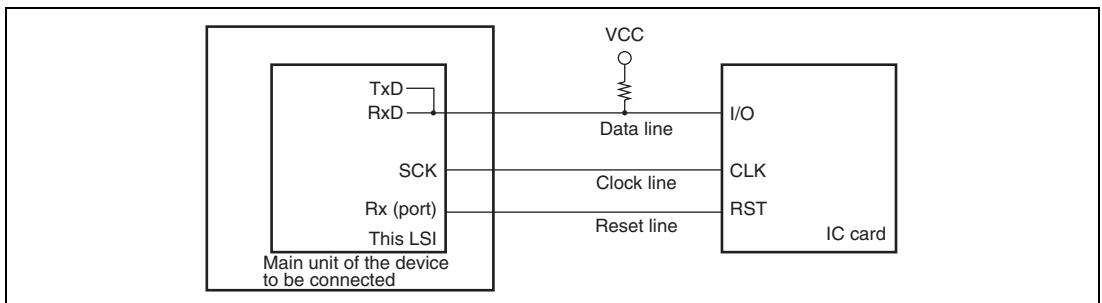 VCC
TxD
RxD
I/O
Data line
SCK
CLK
Clock line
Rx (port)
RST
Reset line
This LSI
IC card
Main unit of the device
to be connected